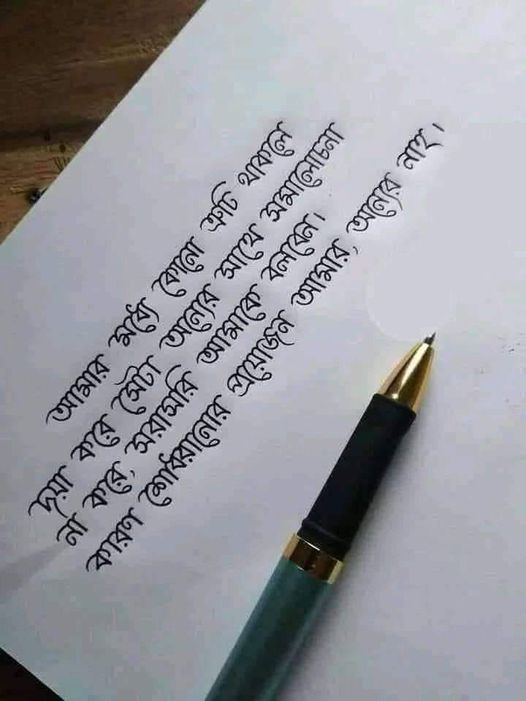 আমার মধ্যে কোনো ত্রুটি থাকলে
দয়া করে সেটা অন্যের সাথে সমালোচনা
না করে, সরাসরি আমাকে বলবেন।
কারণ শোধরানোর প্রয়োজন আমার, অন্যের নাহ।